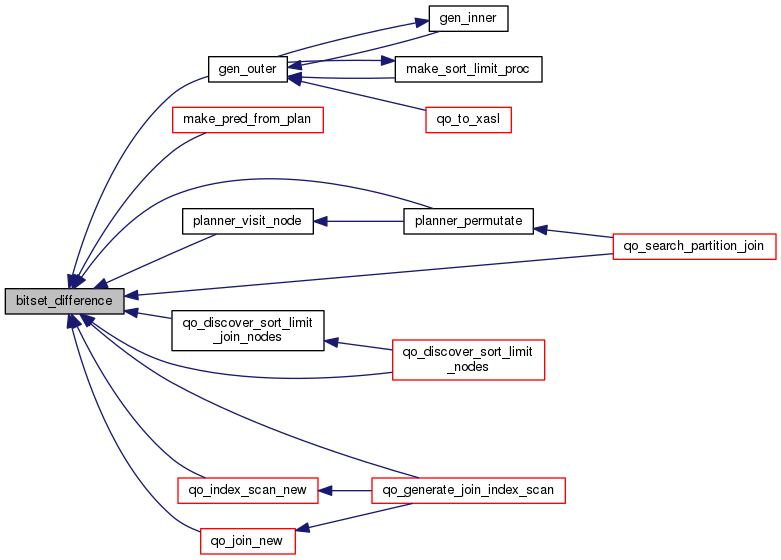 gen_inner
gen_outer
make_sort_limit_proc
make_pred_from_plan
qo_to_xasl
planner_visit_node
planner_permutate
qo_search_partition_join
bitset_difference
qo_discover_sort_limit
_join_nodes
qo_discover_sort_limit
_nodes
qo_index_scan_new
qo_generate_join_index_scan
qo_join_new